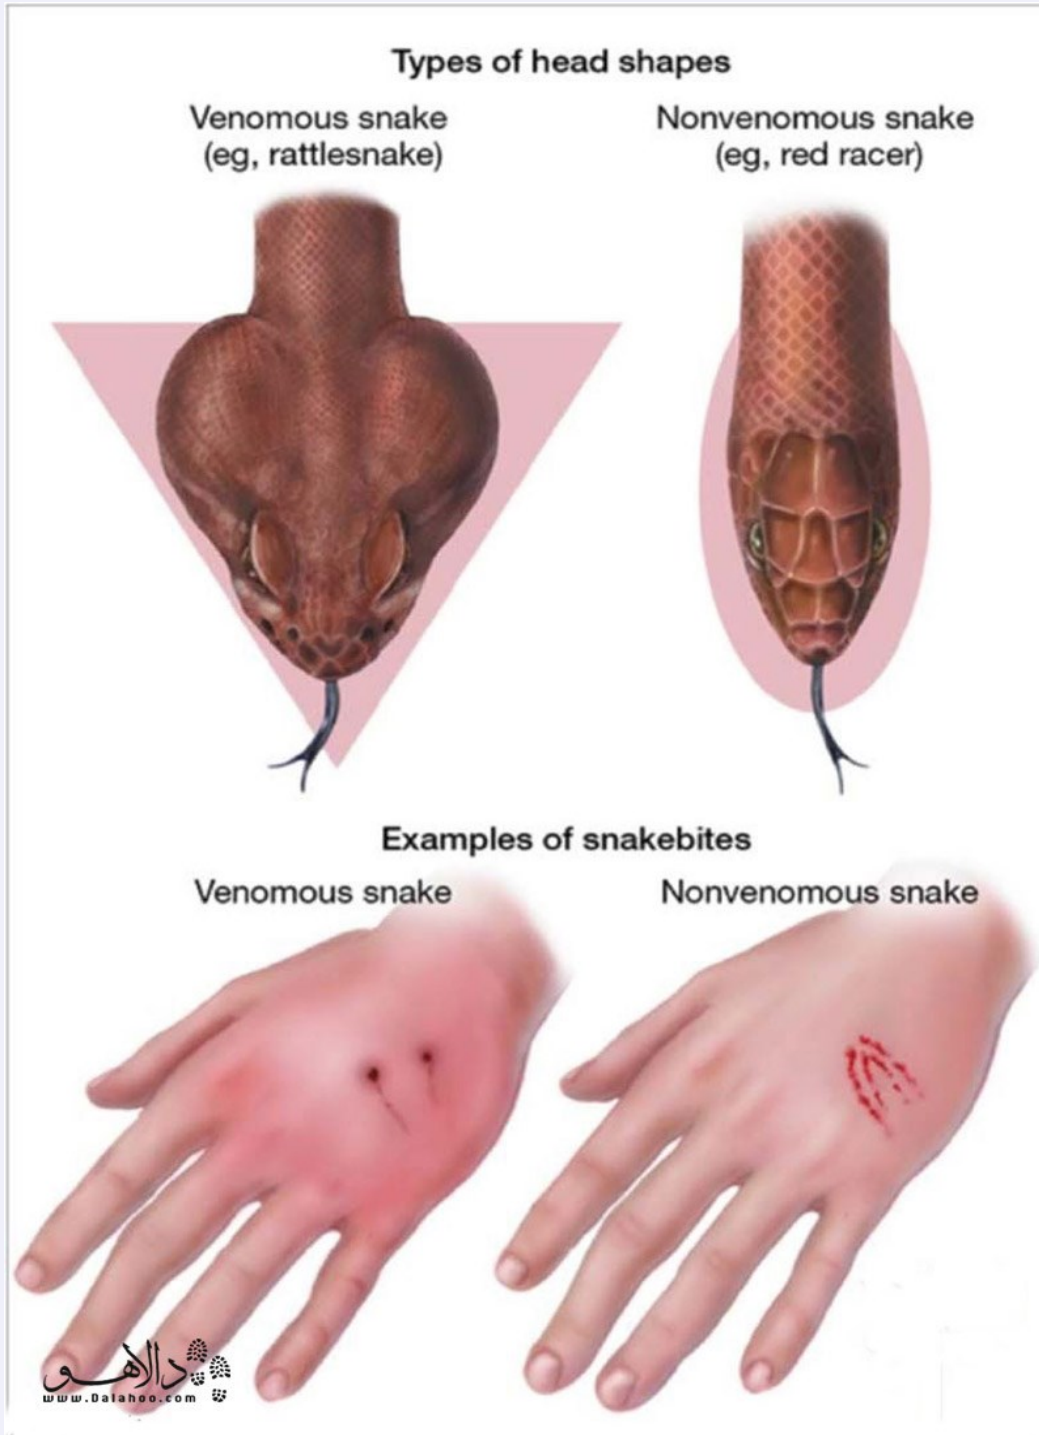 Types of head shapes
Venomous snake
(eg, rattlesnake)
Nonvenomous snake
(eg, red racer)
Examples of snakebites
Venomous snake
Nonvenomous snake
دالاهو
www.Dalahoo.com